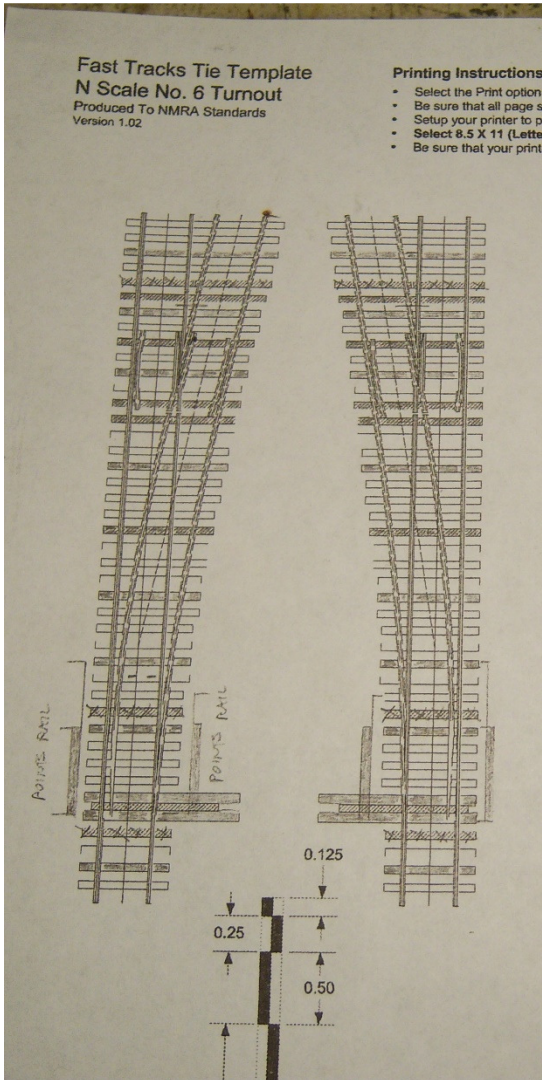 Fast Tracks Tie Template
N Scale No. 6 Turnout
Produced To NMRA Standards
Version 1.02
Printing Instructions
• Select the Print option
• Be sure that all page s
• Setup your printer to p
• Select 8.5 X 11 (Lette
• Be sure that your print
POINTS RAIL
POINTS RAIL
0.125
0.25
0.50